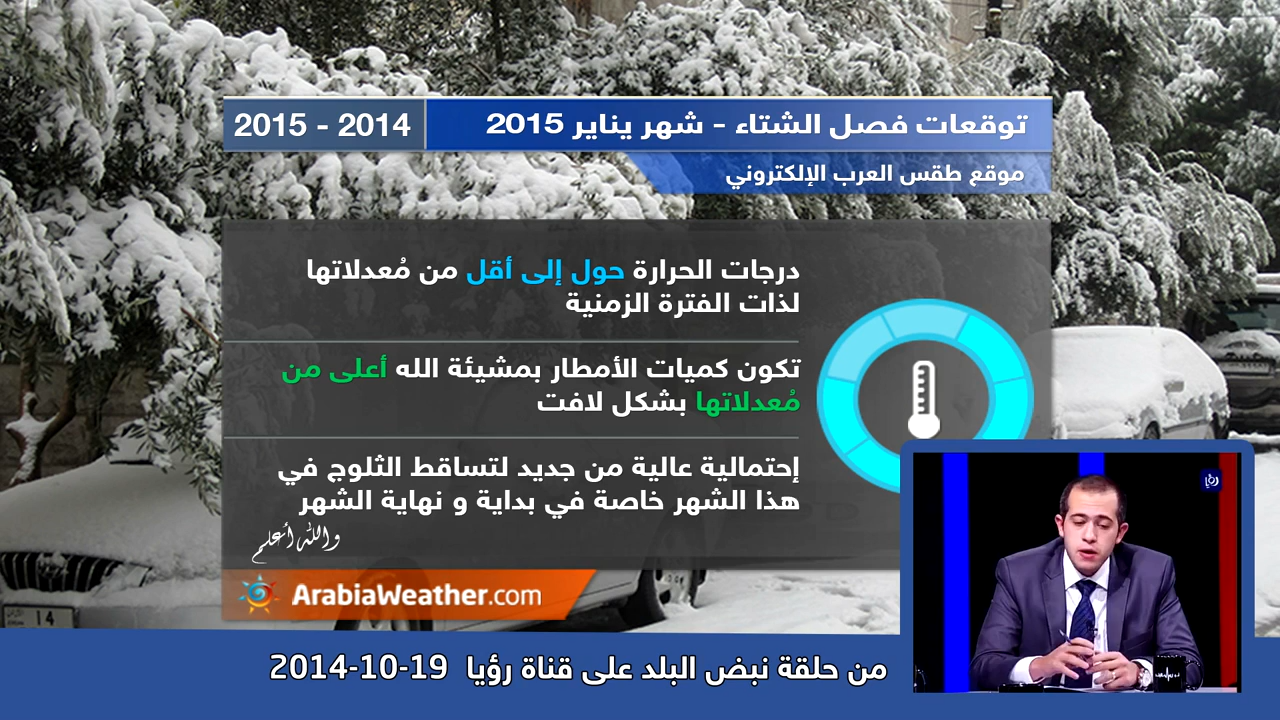 توقعات فصل الشتاء - شهر يناير 2015
2014 - 2015
موقع طقس العرب الإلكتروني
درجات الحرارة حول إلى أقل من مُعدلاتها
لذات الفترة الزمنية
تكون كميات الأمطار بمشيئة الله أعلى من
مُعدلاتها بشكل لافت
إحتمالية عالية من جديد لتساقط الثلوج في
هذا الشهر خاصة في بداية و نهاية الشهر
والله أعلم
ArabiaWeather.com
رؤيا
14
من حلقة نبض البلد على قناة رؤيا 19-10-2014